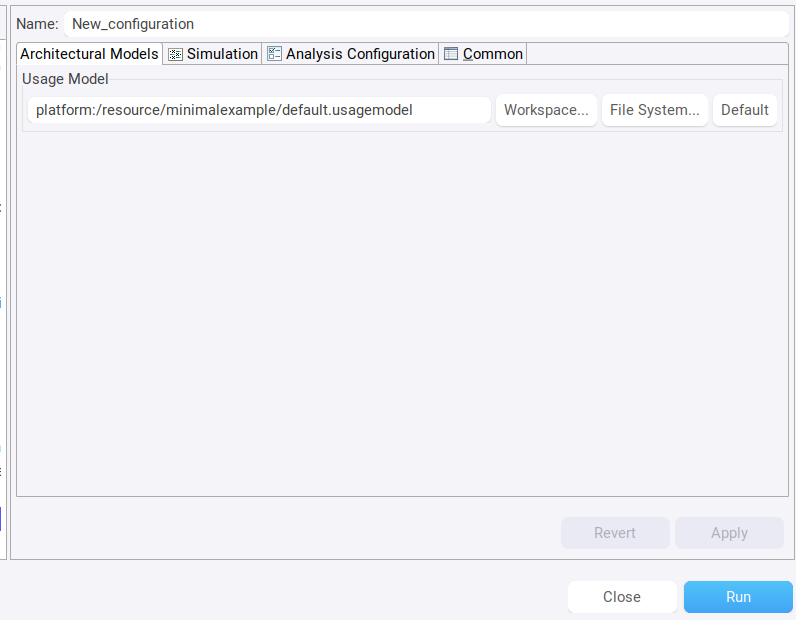 Name: New_configuration
Architectural Models Simulation Analysis Configuration Common
Usage Model
platform:/resource/minimalexample/default.usagemodel Workspace... File System... Default
Revert Apply
Close Run